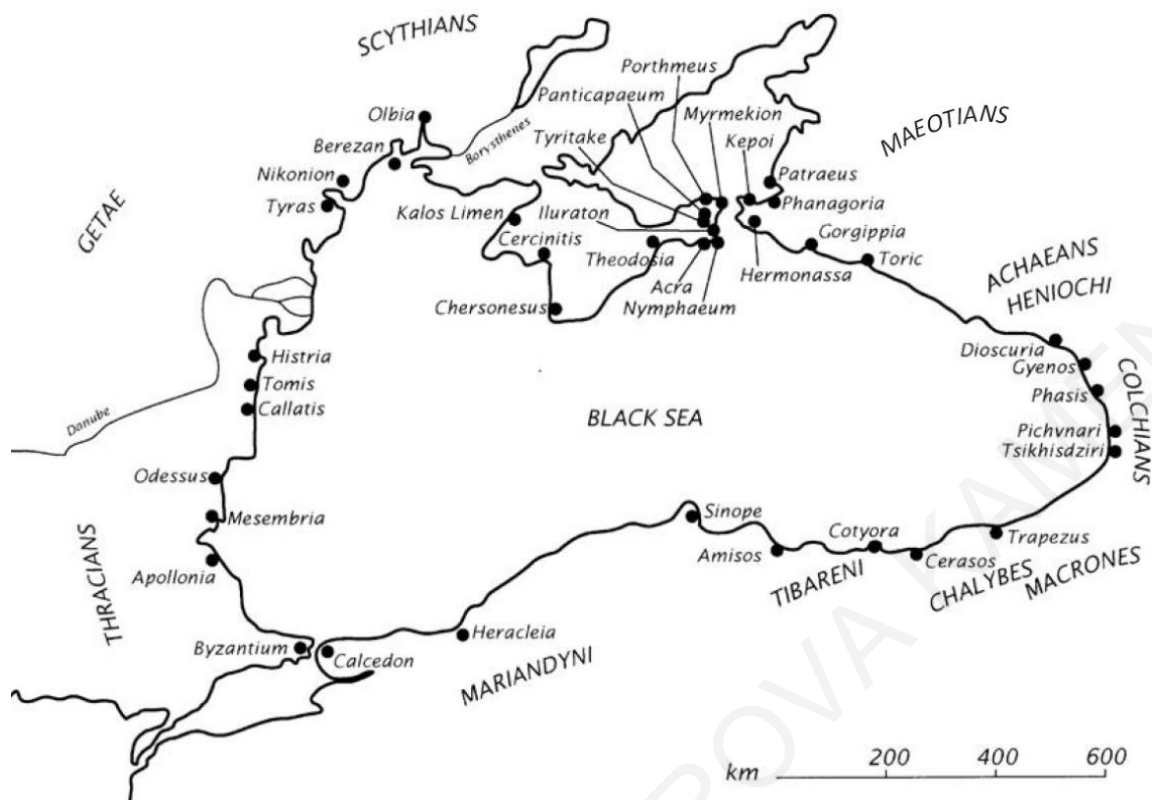 SCYTHIANS
Porthmeus
Olbia
Panticapaeum
Myrmekion
MAEOTIANS
Borysthenes
Tyritake
Kepoi
Berezan
Nikonion
Patraeus
Tyras
Phanagoria
GETAE
Kalos Limen
Iluraton
Cercinitis
Gorgippia
Theodosia
Toric
Hermonassa
Acra
ACHAEANS
HENIOCHI
Chersonesus
Nymphaeum
Dioscuria
Histria
Gyenos
Tomis
Phasis
COLCHIANS
Callatis
Danube
BLACK SEA
Pichvnari
Tsikhisdziri
Odessus
Mesembria
Sinope
THRACIANS
Cotyora
Trapezus
Apollonia
Amisos
Cerasos
TIBARENI
CHALYBES
MACRONES
Heracleia
Byzantium
Calcedon
MARIANDYNI
200 400 600
km
ROVA KAMEN